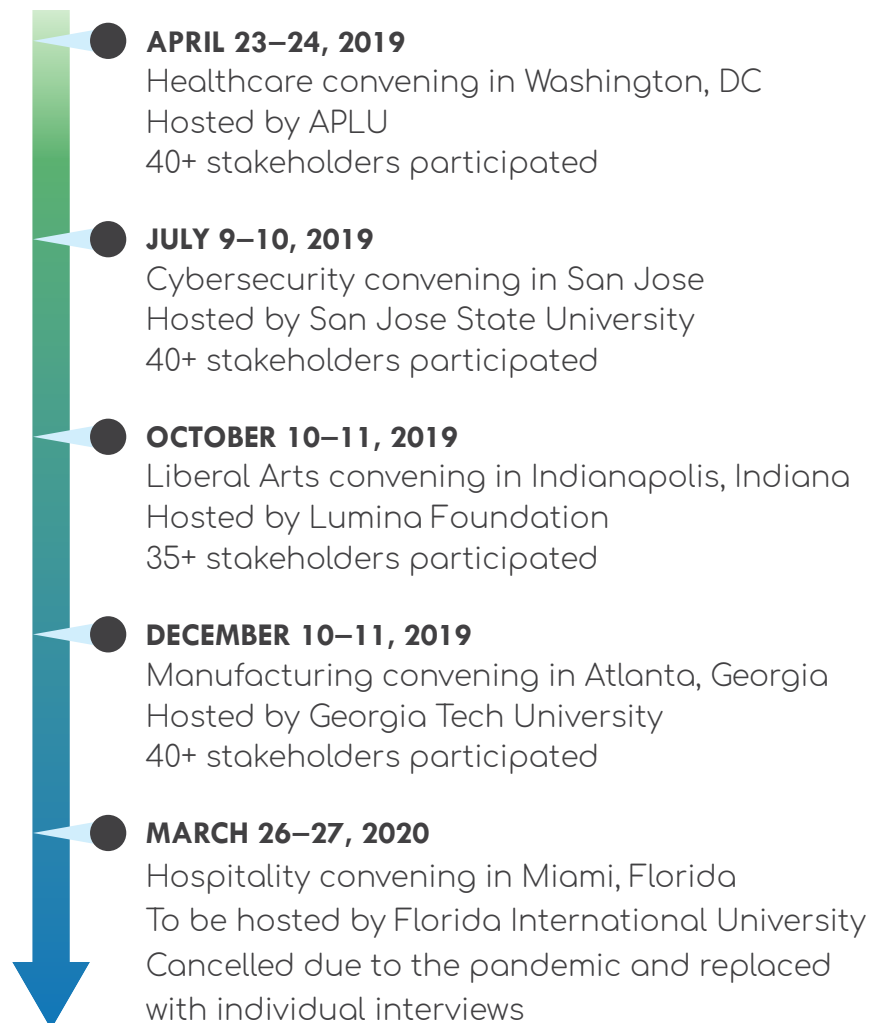 APRIL 23–24, 2019
Healthcare convening in Washington, DC
Hosted by APLU
40+ stakeholders participated
JULY 9–10, 2019
Cybersecurity convening in San Jose
Hosted by San Jose State University
40+ stakeholders participated
OCTOBER 10–11, 2019
Liberal Arts convening in Indianapolis, Indiana
Hosted by Lumina Foundation
35+ stakeholders participated
DECEMBER 10–11, 2019
Manufacturing convening in Atlanta, Georgia
Hosted by Georgia Tech University
40+ stakeholders participated
MARCH 26–27, 2020
Hospitality convening in Miami, Florida
To be hosted by Florida International University
Cancelled due to the pandemic and replaced
with individual interviews